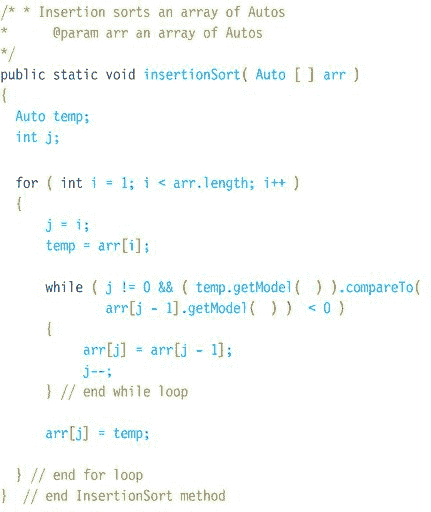 /* * Insertion sorts an array of Autos
*      @param arr an array of Autos
*/
public static void insertionSort( Auto [ ] arr )
{
  Auto temp;
  int j;

  for ( int i = 1; i < arr.length; i++ )
  {
      j = i;
      temp = arr[i];

      while ( j != 0 && ( temp.getModel(  ) ).compareTo(
              arr[j - 1].getModel(  ) )  < 0 )
      {
           arr[j] = arr[j - 1];
           j--;
      } // end while loop

      arr[j] = temp;

  } // end for loop
}  // end InsertionSort method